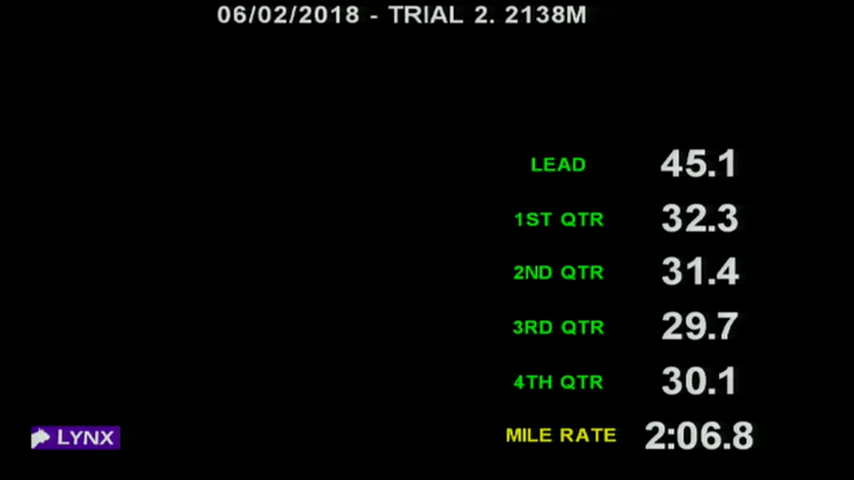 06/02/2018 - TRIAL 2. 2138M
LEAD 45.1
1ST QTR 32.3
2ND QTR 31.4
3RD QTR 29.7
4TH QTR 30.1
MILE RATE 2:06.8
LYNX